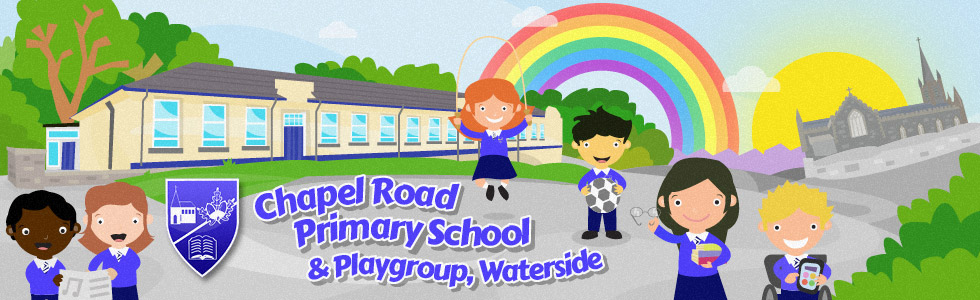 Chapel Road
Primary School
& Playgroup, Waterside